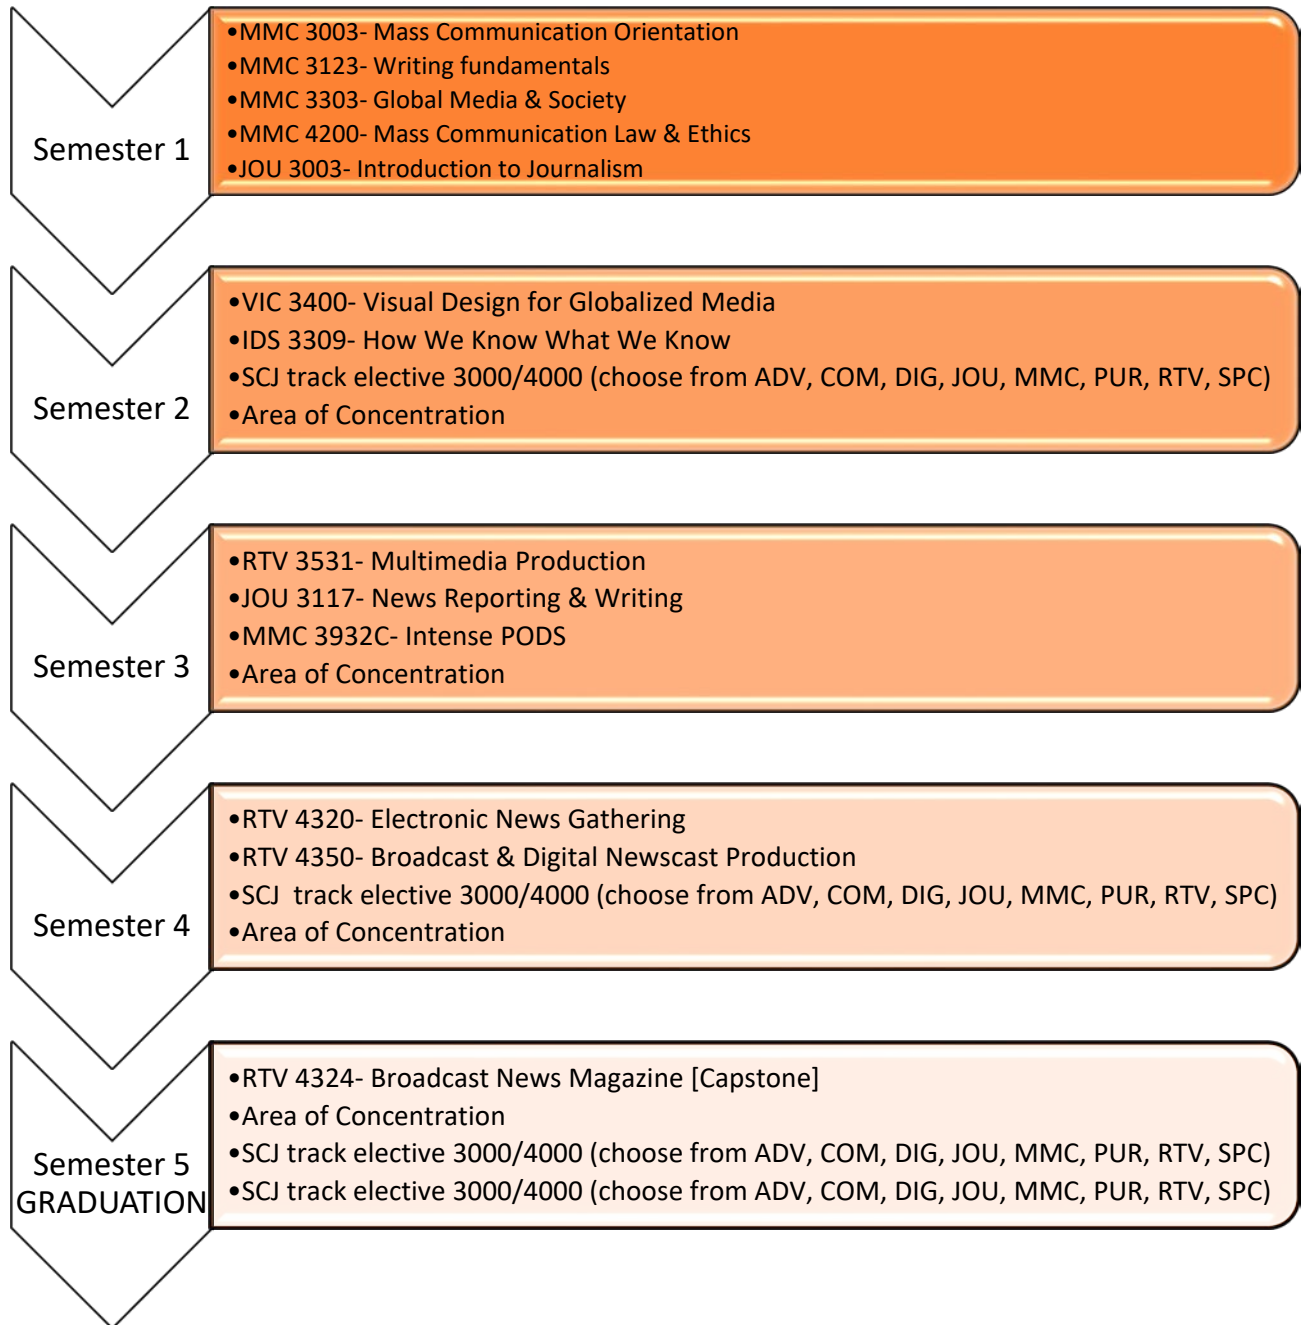 Semester 1
•MMC 3003- Mass Communication Orientation
•MMC 3123- Writing fundamentals
•MMC 3303- Global Media & Society
•MMC 4200- Mass Communication Law & Ethics
•JOU 3003- Introduction to Journalism
Semester 2
•VIC 3400- Visual Design for Globalized Media
•IDS 3309- How We Know What We Know
•SCJ track elective 3000/4000 (choose from ADV, COM, DIG, JOU, MMC, PUR, RTV, SPC)
•Area of Concentration
Semester 3
•RTV 3531- Multimedia Production
•JOU 3117- News Reporting & Writing
•MMC 3932C- Intense PODS
•Area of Concentration
Semester 4
•RTV 4320- Electronic News Gathering
•RTV 4350- Broadcast & Digital Newscast Production
•SCJ  track elective 3000/4000 (choose from ADV, COM, DIG, JOU, MMC, PUR, RTV, SPC)
•Area of Concentration
Semester 5
GRADUATION
•RTV 4324- Broadcast News Magazine [Capstone]
•Area of Concentration
•SCJ track elective 3000/4000 (choose from ADV, COM, DIG, JOU, MMC, PUR, RTV, SPC)
•SCJ track elective 3000/4000 (choose from ADV, COM, DIG, JOU, MMC, PUR, RTV, SPC)